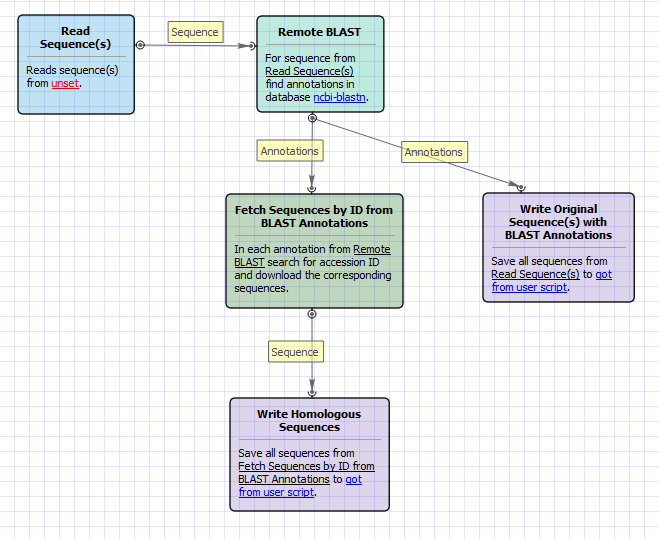 Read
Sequence(s)
Reads sequence(s)
from unset.
Sequence
Remote BLAST
For sequence from
Read Sequence(s)
find annotations in
database ncbi-blastn.
Annotations
Annotations
Fetch Sequences by ID from
BLAST Annotations
In each annotation from Remote
BLAST search for accession ID
and download the corresponding
sequences.
Write Original
Sequence(s) with
BLAST Annotations
Save all sequences from
Read Sequence(s) to got
from user script.
Sequence
Write Homologous
Sequences
Save all sequences from
Fetch Sequences by ID from
BLAST Annotations to got
from user script.